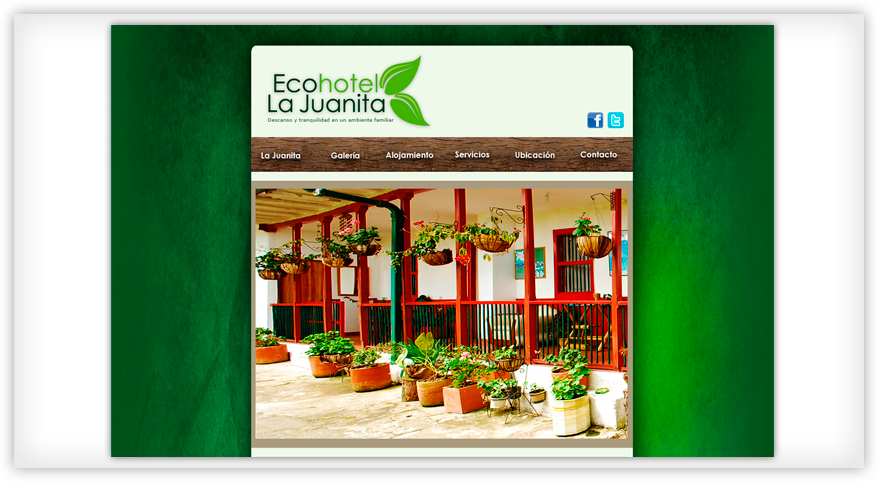 Ecohotel
La Juanita
Descanso y tranquilidad en un ambiente familiar
f t
La Juanita Galería Alojamiento Servicios Ubicación Contacto